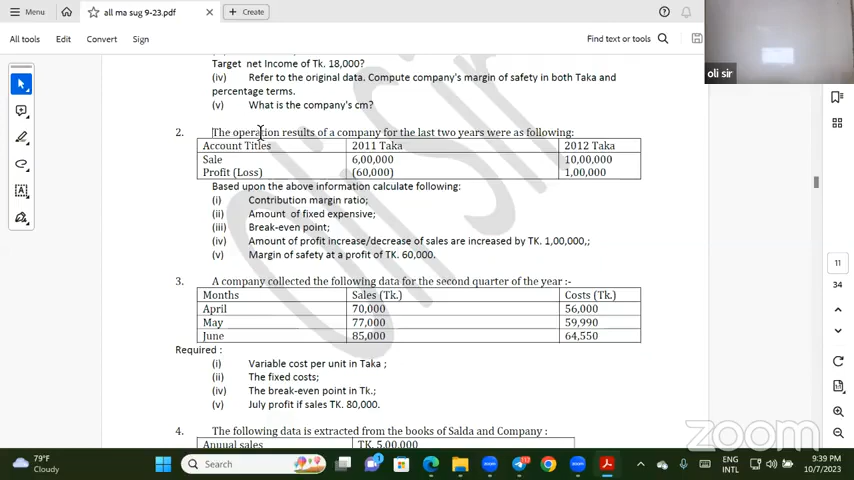 Menu
all ma sug 9-23.pdf
Create
All tools Edit Convert Sign
Find text or tools
oli sir
Target net Income of Tk. 18,000?
(iv) Refer to the original data. Compute company's margin of safety in both Taka and
percentage terms.
(v) What is the company's cm?
2. The operation results of a company for the last two years were as following:
Account Titles 2011 Taka 2012 Taka
Sale 6,00,000 10,00,000
Profit (Loss) (60,000) 1,00,000
Based upon the above information calculate following:
(i) Contribution margin ratio;
(ii) Amount of fixed expensive;
(iii) Break-even point;
(iv) Amount of profit increase/decrease of sales are increased by TK. 1,00,000,;
(v) Margin of safety at a profit of TK. 60,000.
3. A company collected the following data for the second quarter of the year :-
Months Sales (Tk.) Costs (Tk.)
April 70,000 56,000
May 77,000 59,990
June 85,000 64,550
Required :
(i) Variable cost per unit in Taka ;
(ii) The fixed costs;
(iv) The break-even point in Tk.;
(v) July profit if sales TK. 80,000.
4. The following data is extracted from the books of Salda and Company :
Annual sales TK. 5,00,000
Oli Sir
11
34
zoom
79°F
Cloudy
Search
ENG
INTL
9:39 PM
10/7/2023